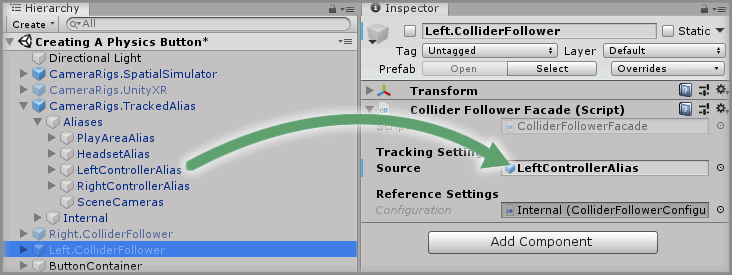 Hierarchy
Create
All
Creating A Physics Button*
Directional Light
CameraRigs.SpatialSimulator
CameraRigs.UnityXR
CameraRigs.TrackedAlias
Aliases
PlayAreaAlias
HeadsetAlias
LeftControllerAlias
RightControllerAlias
SceneCameras
Internal
Right.ColliderFollower
Left.ColliderFollower
ButtonContainer
Inspector
Left.ColliderFollower
Static
Tag Untagged Layer Default
Prefab Open Select Overrides
Transform
Collider Follower Facade (Script)
Script ColliderFollowerFacade
Tracking Settings
Source LeftControllerAlias
Reference Settings
Configuration Internal (ColliderFollowerConfigu
Add Component